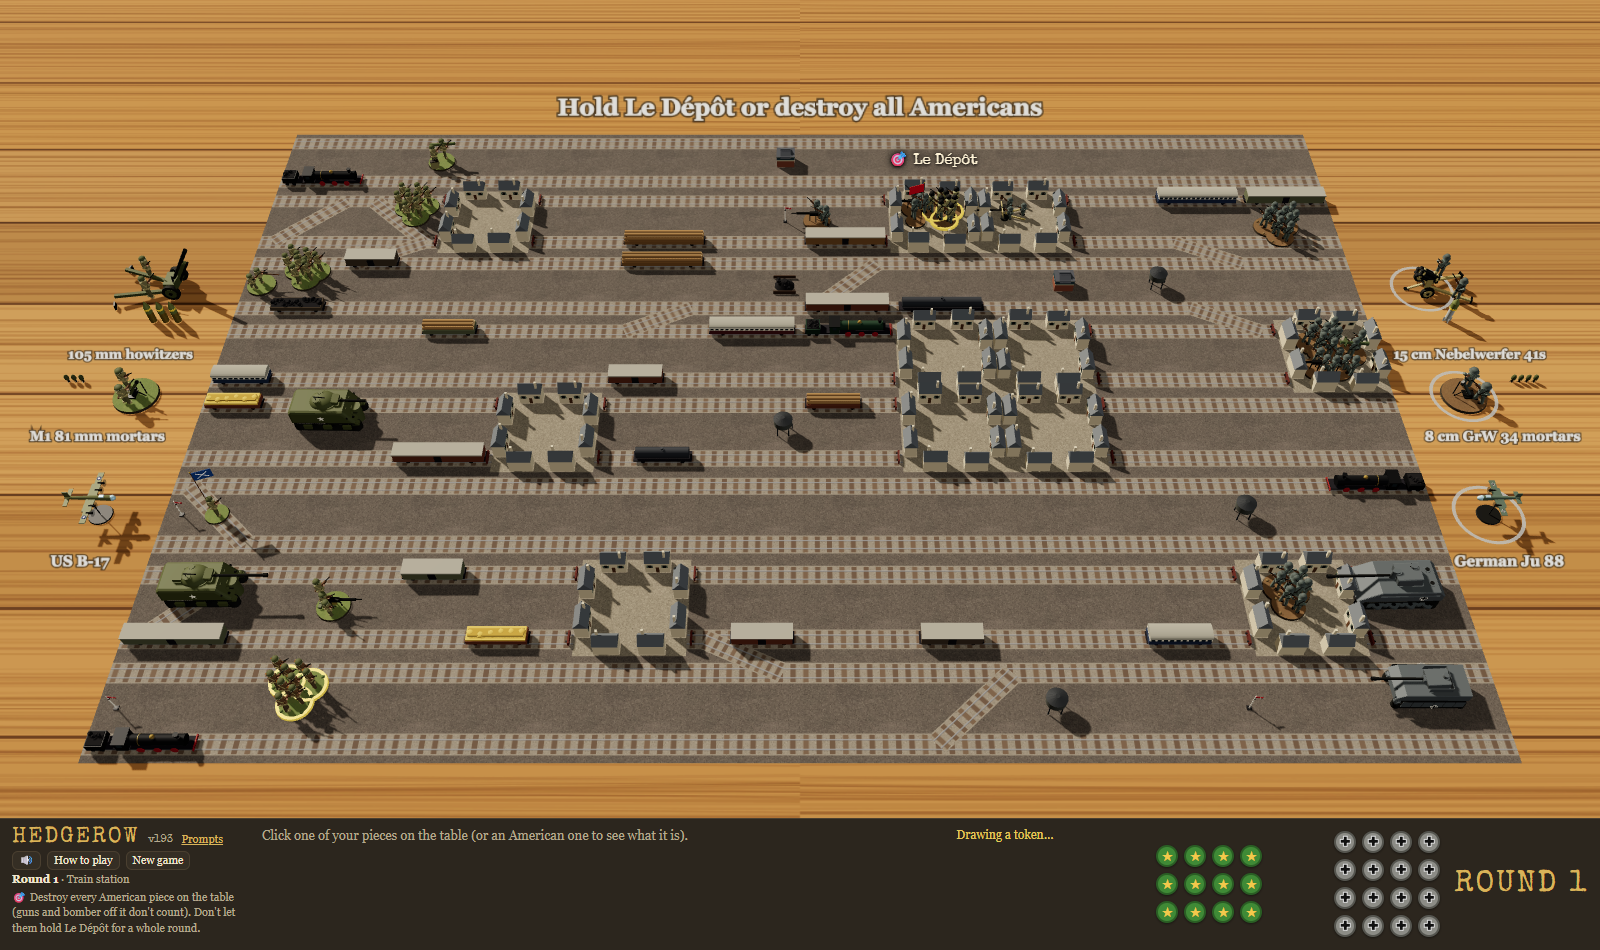 Hold Le Dépôt or destroy all Americans
Le Dépôt
105 mm howitzers
15 cm Nebelwerfer 41s
M1 81 mm mortars
8 cm GrW 34 mortars
US B-17
German Ju 88
HEDGEROW v193 Prompts
How to play New game
Round 1 · Train station
Destroy every American piece on the table
(guns and bomber off it don't count). Don't let
them hold Le Dépôt for a whole round.
Click one of your pieces on the table (or an American one to see what it is).
Drawing a token...
ROUND 1